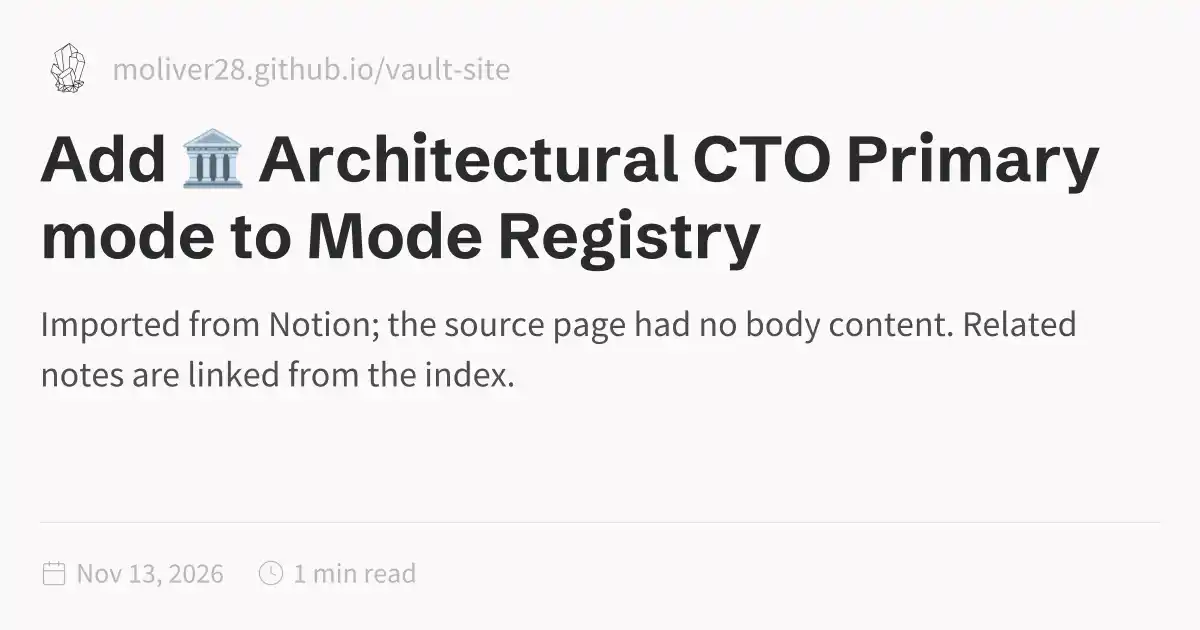 moliver28.github.io/vault-site
Add 🏛️ Architectural CTO Primary
mode to Mode Registry
Imported from Notion; the source page had no body content. Related
notes are linked from the index.
Nov 13, 2026 1 min read